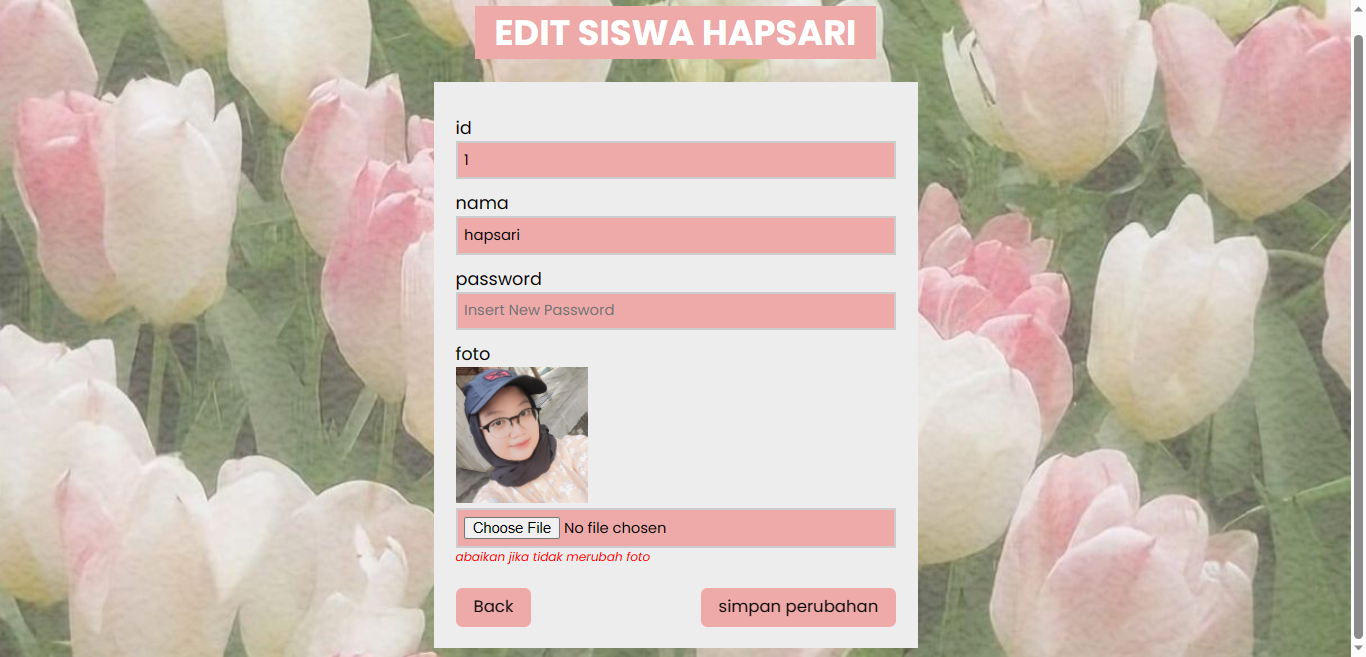 EDIT SISWA HAPSARI
id
1
nama
hapsari
password
Insert New Password
foto
Choose File No file chosen
abaikan jika tidak merubah foto
Back simpan perubahan